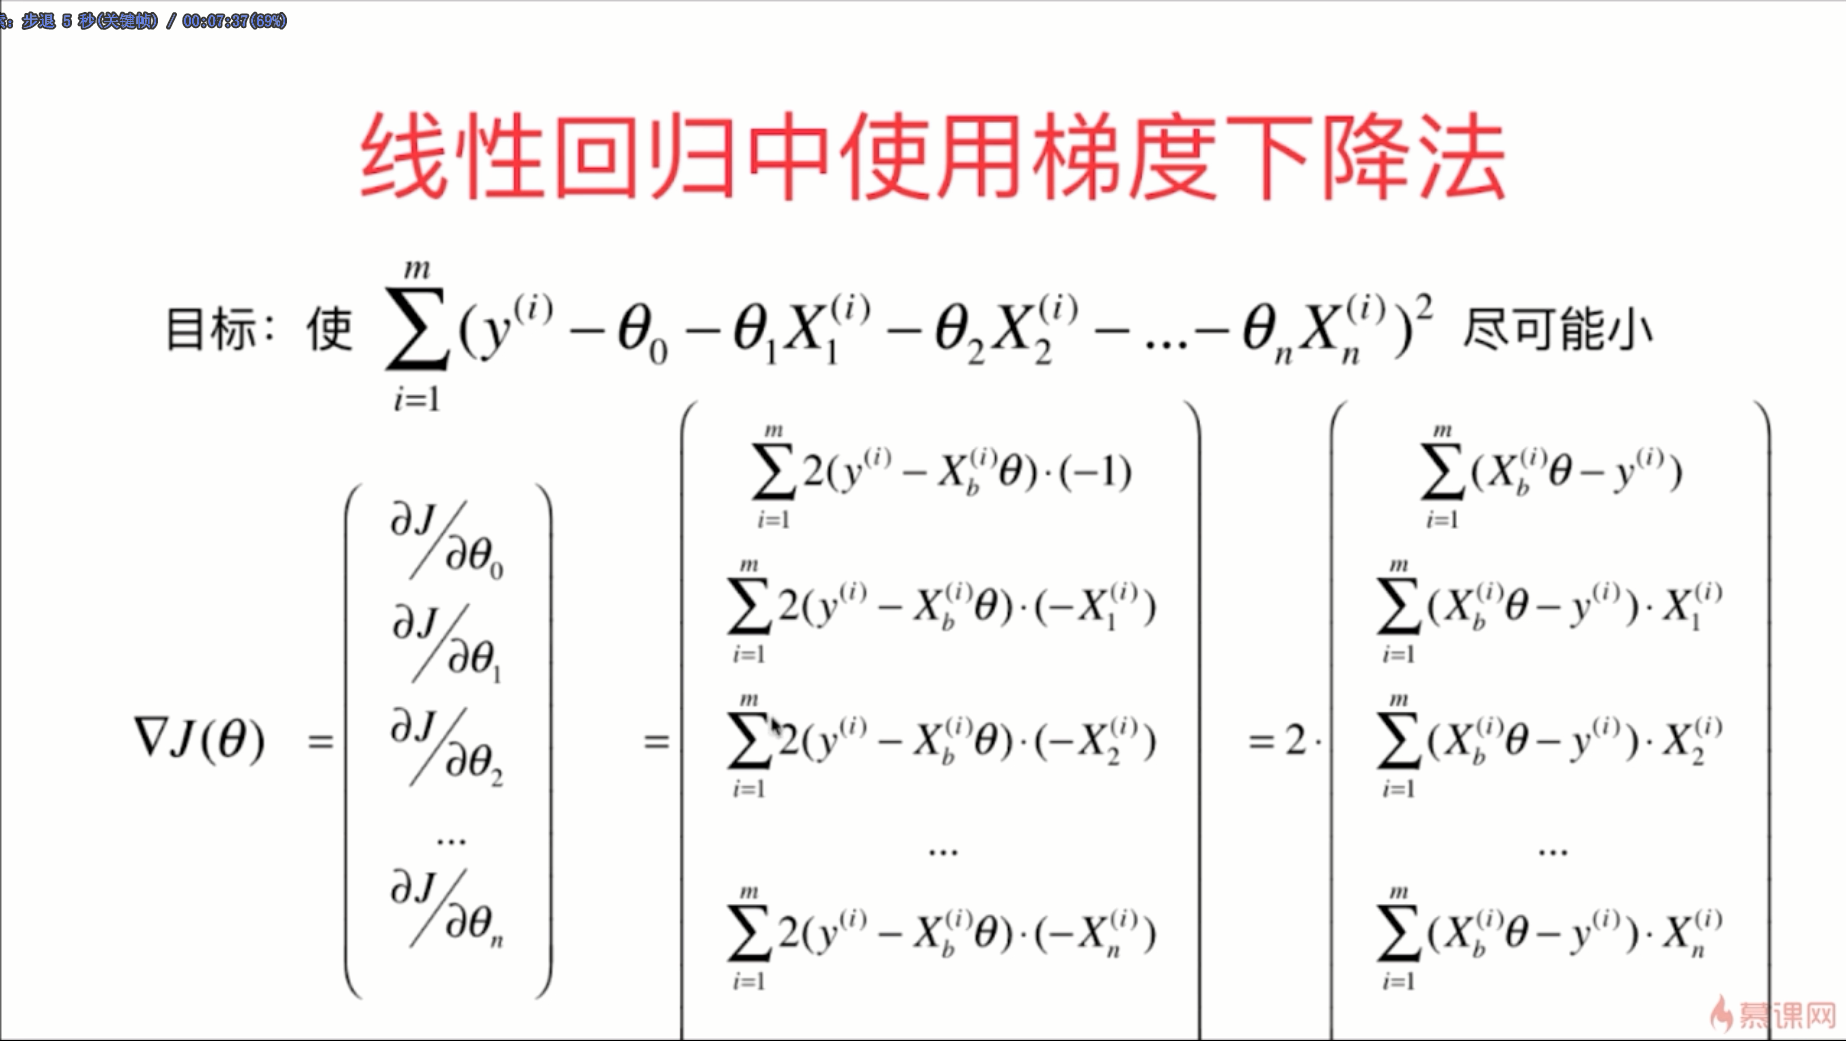 : 步退 5 秒(关键帧) / 00:07:37(69%)
线性回归中使用梯度下降法
目标：使 $\sum_{i=1}^{m}(y^{(i)}-\theta_0-\theta_1X_1^{(i)}-\theta_2X_2^{(i)}-...-\theta_nX_n^{(i)})^2$ 尽可能小
$\nabla J(\theta) = \begin{pmatrix} \partial J/\partial\theta_0 \\ \partial J/\partial\theta_1 \\ \partial J/\partial\theta_2 \\ ... \\ \partial J/\partial\theta_n \end{pmatrix} = \begin{pmatrix} \sum_{i=1}^{m}2(y^{(i)}-X_b^{(i)}\theta)\cdot(-1) \\ \sum_{i=1}^{m}2(y^{(i)}-X_b^{(i)}\theta)\cdot(-X_1^{(i)}) \\ \sum_{i=1}^{m}2(y^{(i)}-X_b^{(i)}\theta)\cdot(-X_2^{(i)}) \\ ... \\ \sum_{i=1}^{m}2(y^{(i)}-X_b^{(i)}\theta)\cdot(-X_n^{(i)}) \end{pmatrix} = 2\cdot\begin{pmatrix} \sum_{i=1}^{m}(X_b^{(i)}\theta-y^{(i)}) \\ \sum_{i=1}^{m}(X_b^{(i)}\theta-y^{(i)})\cdot X_1^{(i)} \\ \sum_{i=1}^{m}(X_b^{(i)}\theta-y^{(i)})\cdot X_2^{(i)} \\ ... \\ \sum_{i=1}^{m}(X_b^{(i)}\theta-y^{(i)})\cdot X_n^{(i)} \end{pmatrix}$
慕课网